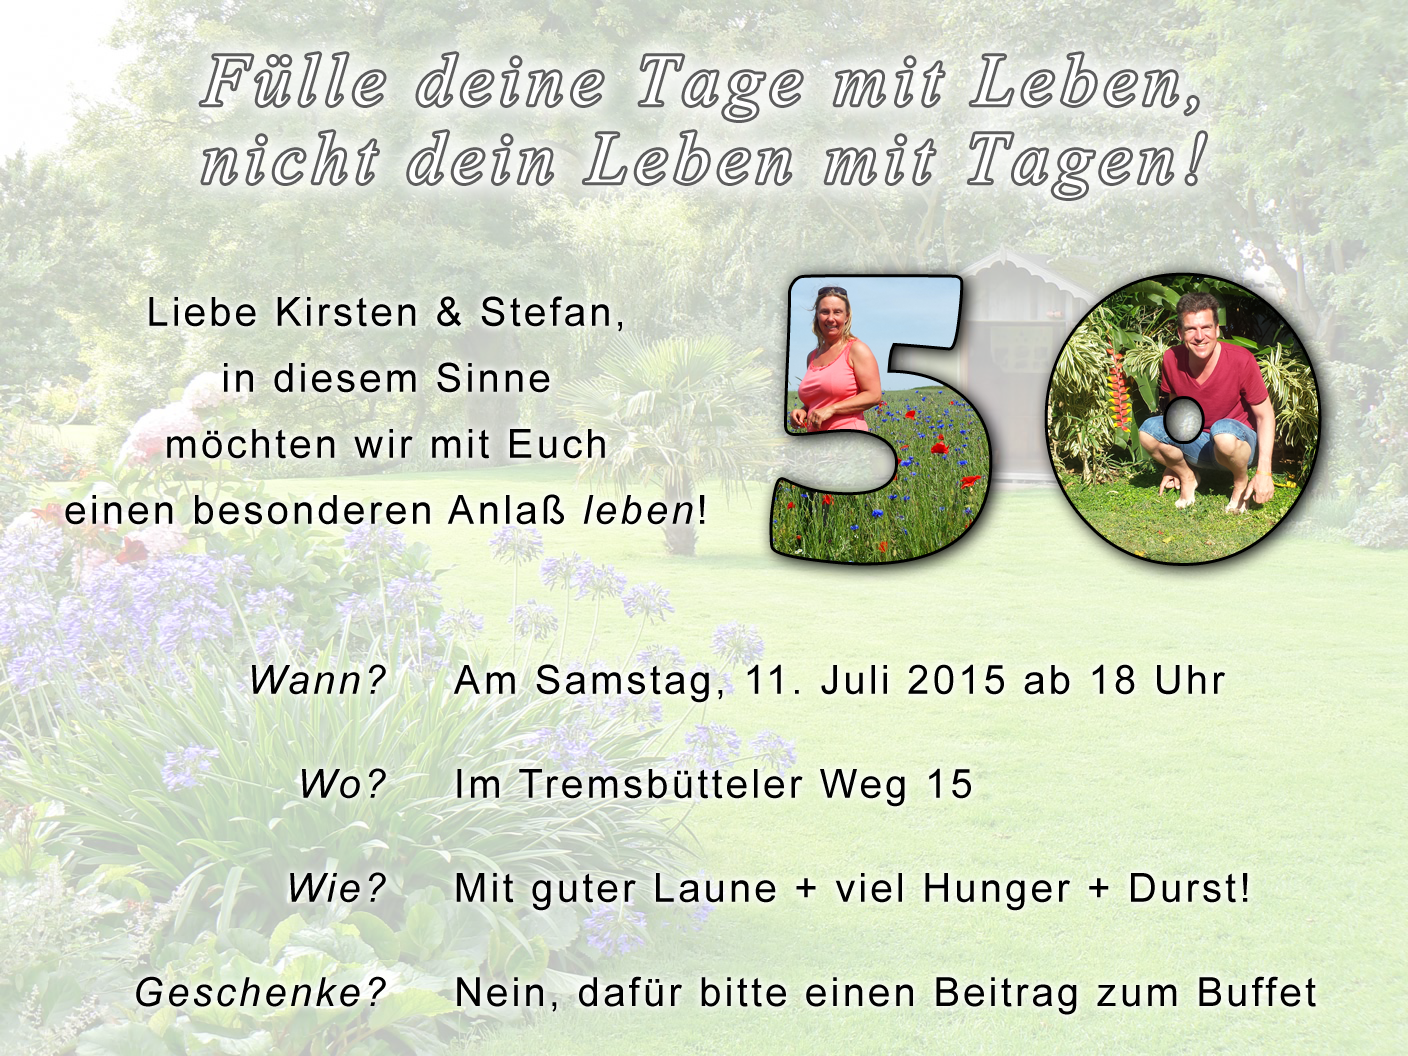 Fülle deine Tage mit Leben,
nicht dein Leben mit Tagen!
Liebe Kirsten & Stefan,
in diesem Sinne
möchten wir mit Euch
einen besonderen Anlaß leben!
50
Wann? Am Samstag, 11. Juli 2015 ab 18 Uhr
Wo? Im Tremsbütteler Weg 15
Wie? Mit guter Laune + viel Hunger + Durst!
Geschenke? Nein, dafür bitte einen Beitrag zum Buffet